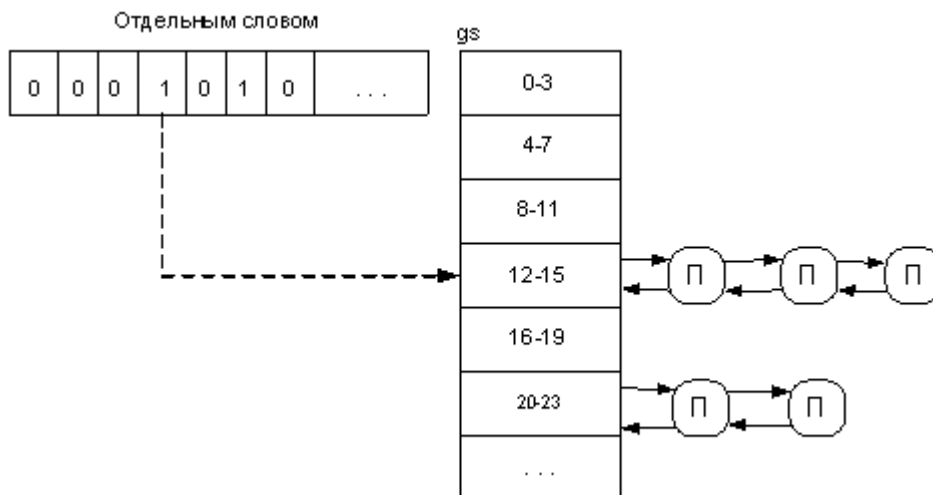 Отдельным словом
gs
0 0 0 1 0 1 0 . . .
0-3
4-7
8-11
12-15 П П П
16-19
20-23 П П
. . .